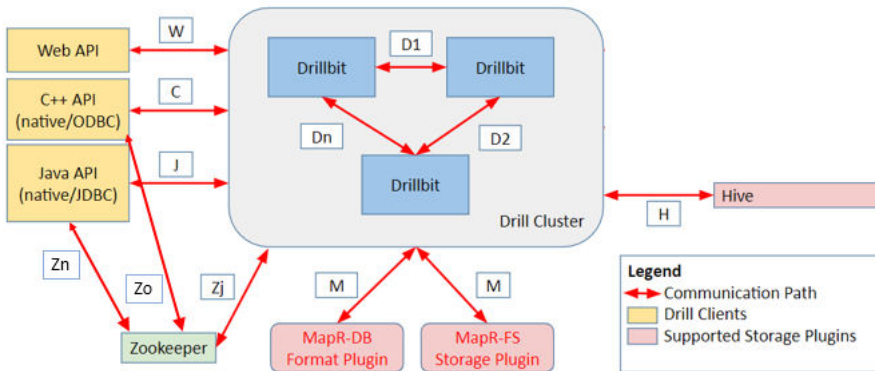 W
Web API
D1
Drillbit
Drillbit
C++ API
(native/ODBC)
C
Dn
D2
J
Java API
(native/JDBC)
Drillbit
Hive
H
Drill Cluster
Zn
Zo
Zj
M
M
Legend
Communication Path
Drill Clients
Supported Storage Plugins
Zookeeper
MapR-DB
Format Plugin
MapR-FS
Storage Plugin